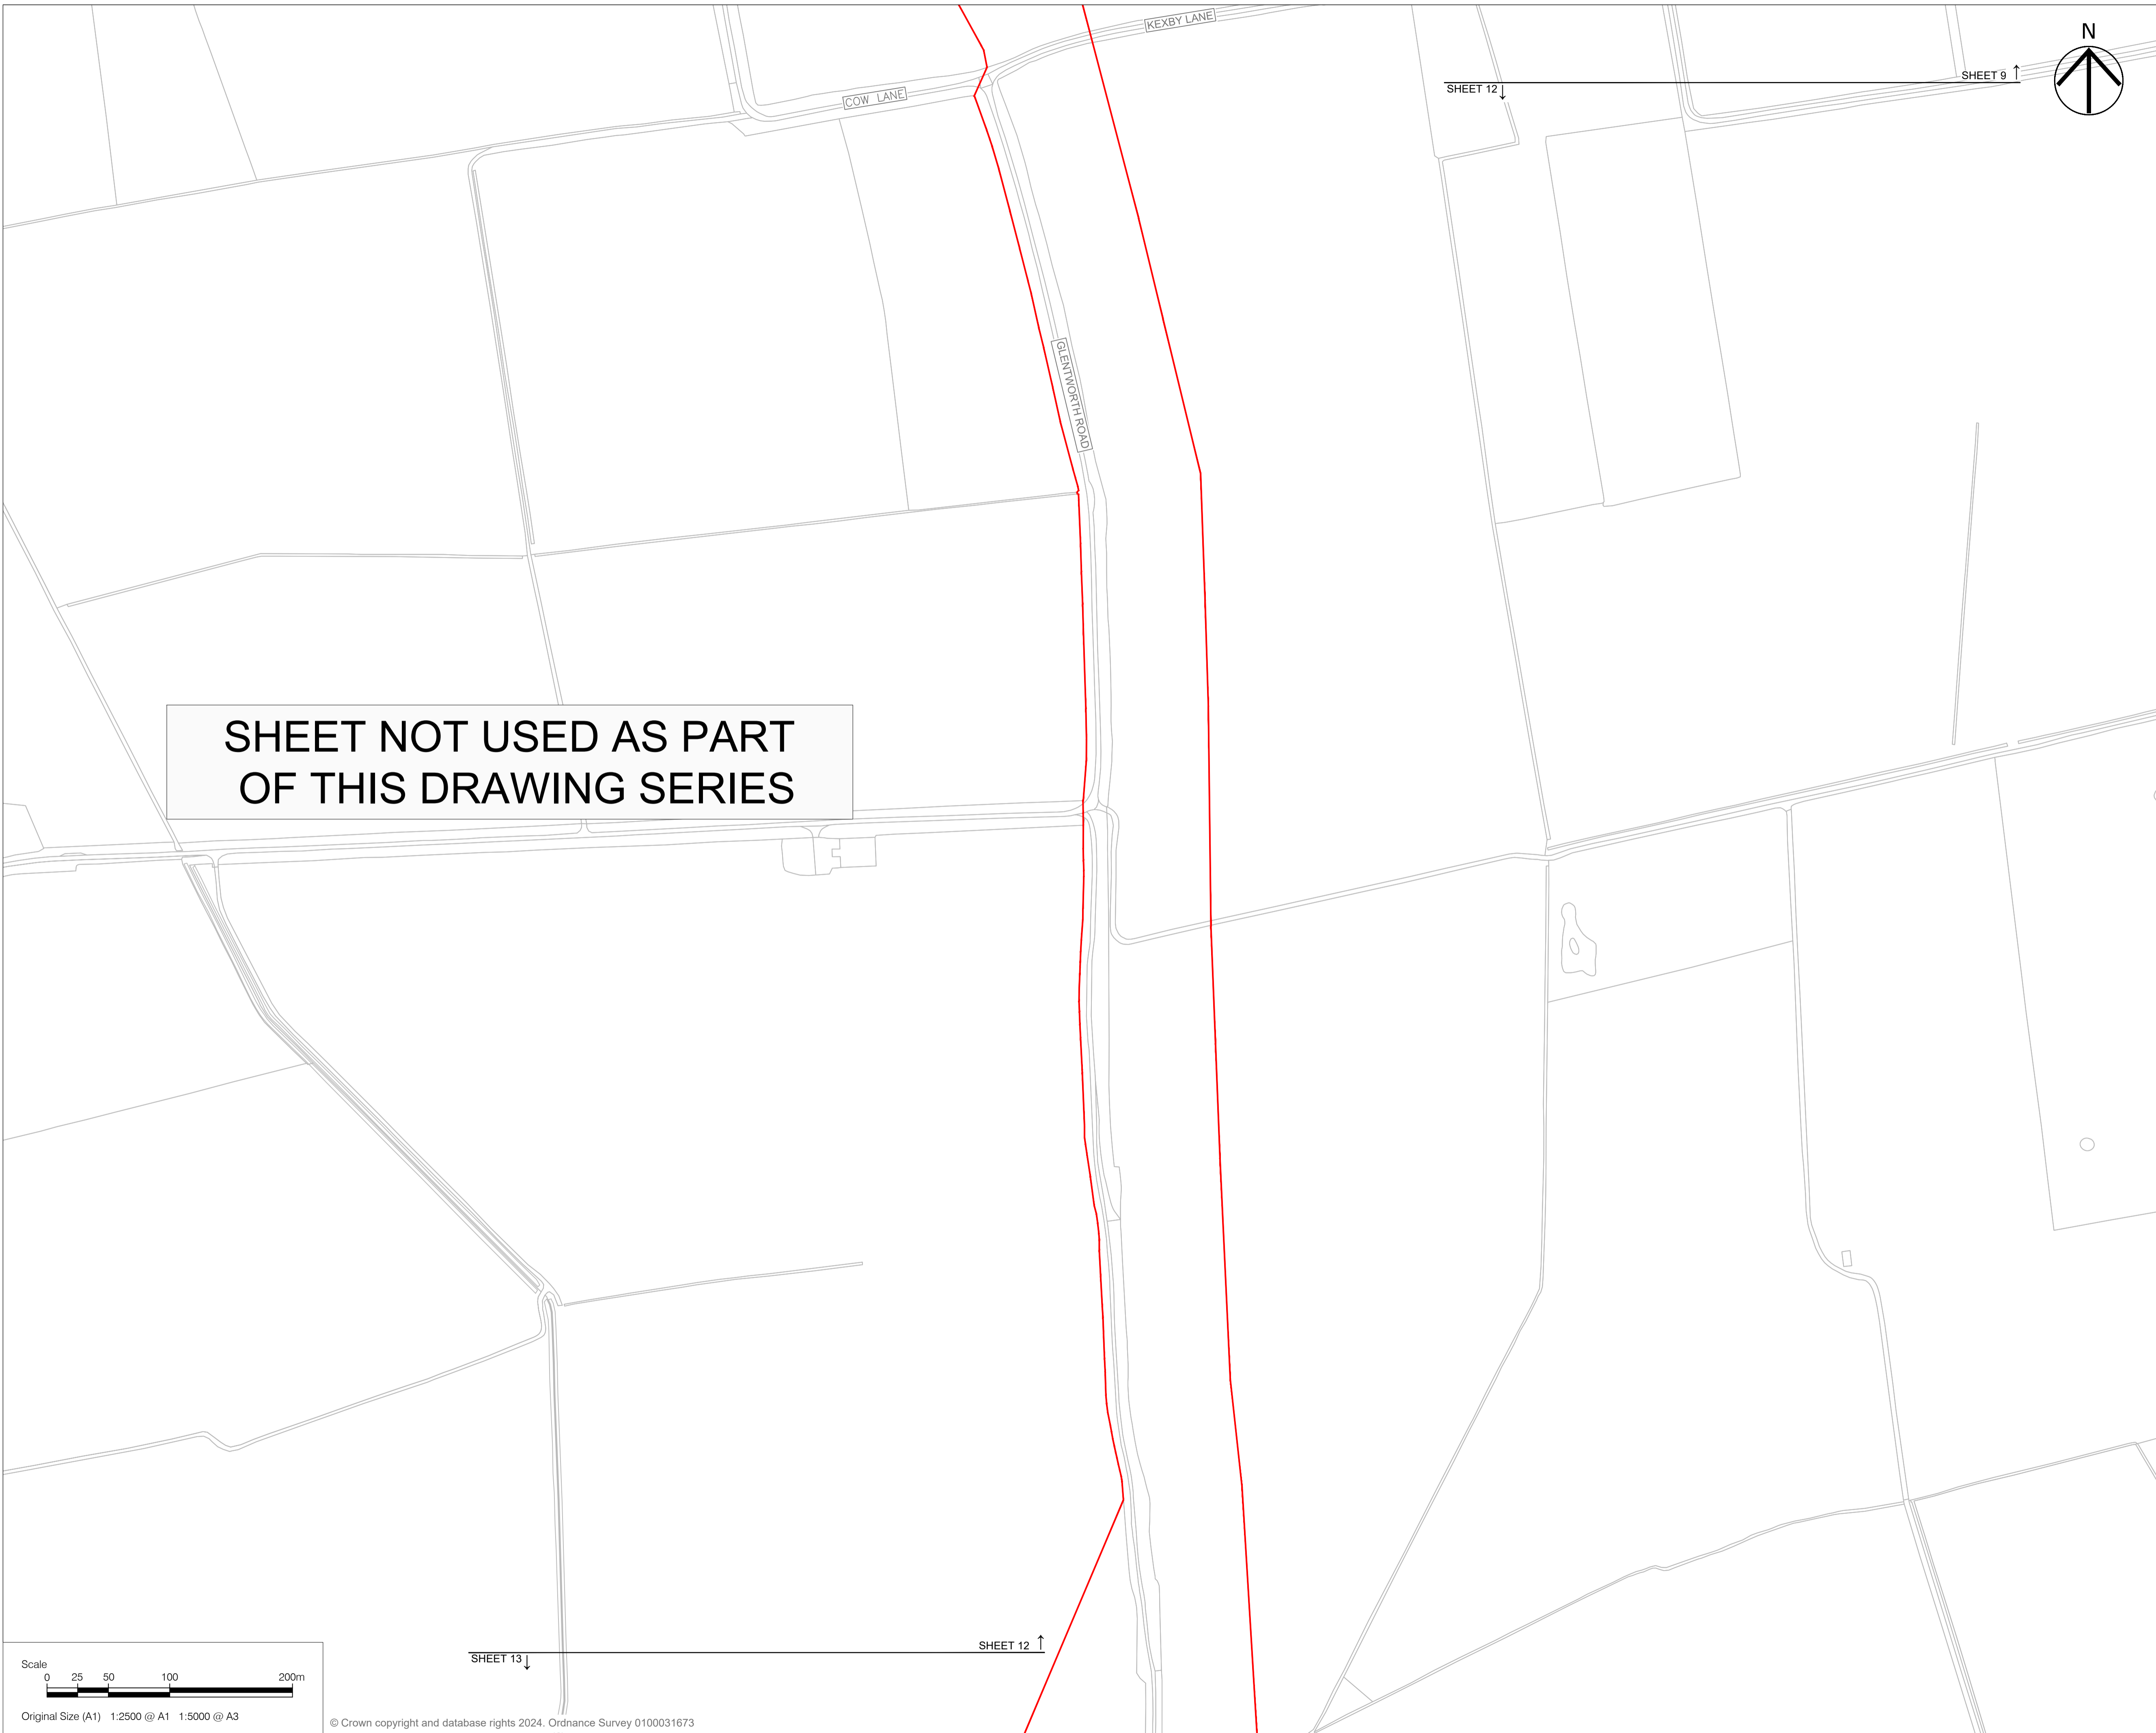 KEXBY LANE
N
SHEET 9 ↑
SHEET 12 ↓
COW LANE
GLENTWORTH ROAD
SHEET NOT USED AS PART
OF THIS DRAWING SERIES
SHEET 12 ↑
SHEET 13 ↓
Scale
0 25 50 100 200m
Original Size (A1) 1:2500 @ A1 1:5000 @ A3
© Crown copyright and database rights 2024. Ordnance Survey 0100031673